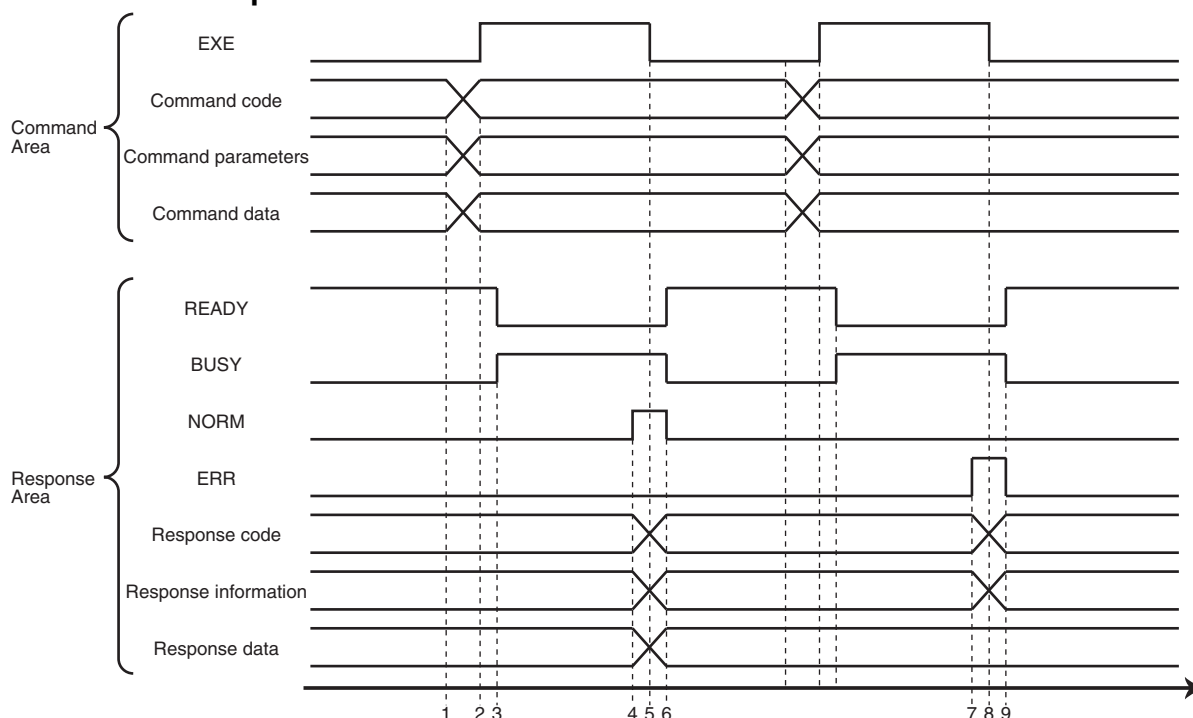 EXE
Command code
Command
Area
Command parameters
Command data
READY
BUSY
NORM
Response
Area
ERR
Response code
Response information
Response data
1 2 3 4 5 6 7 8 9